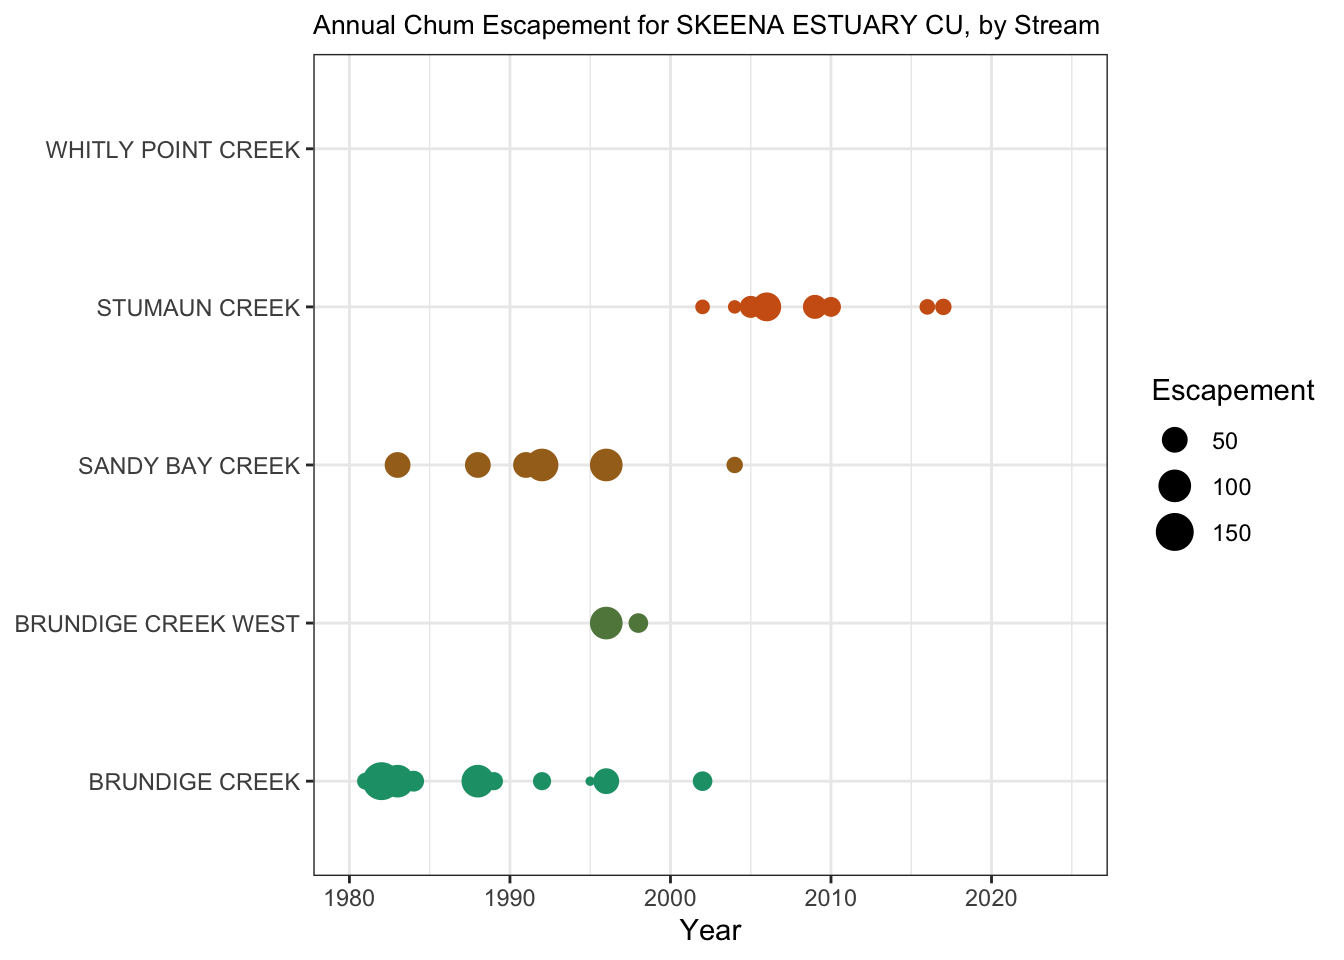 Annual Chum Escapement for SKEENA ESTUARY CU, by Stream
WHITLY POINT CREEK
STUMAUN CREEK
SANDY BAY CREEK
BRUNDIGE CREEK WEST
BRUNDIGE CREEK
1980 1990 2000 2010 2020
Year
Escapement
50
100
150